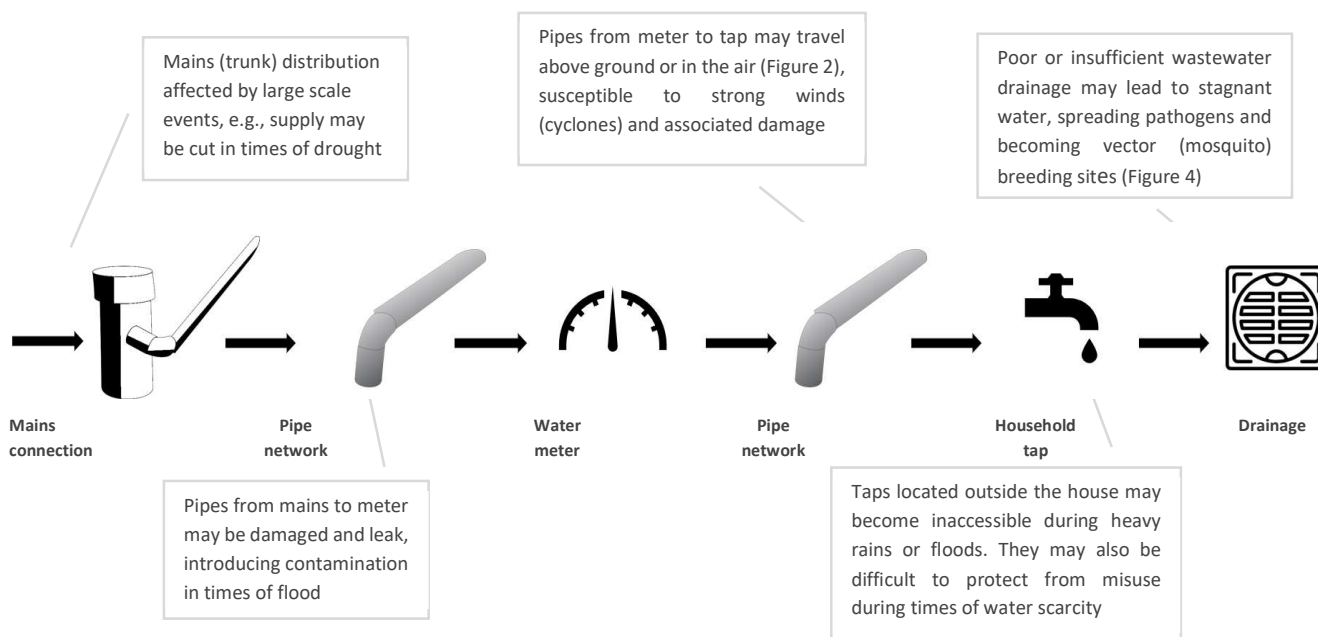 Mains (trunk) distribution
affected by large scale
events, e.g., supply may
be cut in times of drought
Pipes from meter to tap may travel
above ground or in the air (Figure 2),
susceptible to strong winds
(cyclones) and associated damage
Poor or insufficient wastewater
drainage may lead to stagnant
water, spreading pathogens and
becoming vector (mosquito)
breeding sites (Figure 4)
Mains
connection
Pipe
network
Water
meter
Pipe
network
Household
tap
Drainage
Pipes from mains to meter
may be damaged and leak,
introducing contamination
in times of flood
Taps located outside the house may
become inaccessible during heavy
rains or floods. They may also be
difficult to protect from misuse
during times of water scarcity